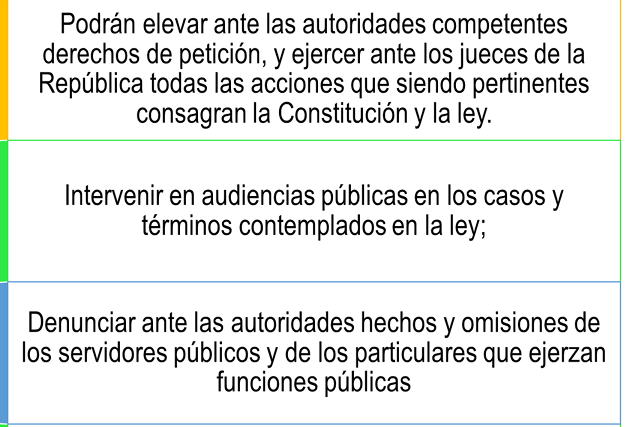 Podrán elevar ante las autoridades competentes
derechos de petición, y ejercer ante los jueces de la
República todas las acciones que siendo pertinentes
consagran la Constitución y la ley.
Intervenir en audiencias públicas en los casos y
términos contemplados en la ley;
Denunciar ante las autoridades hechos y omisiones de
los servidores públicos y de los particulares que ejerzan
funciones públicas